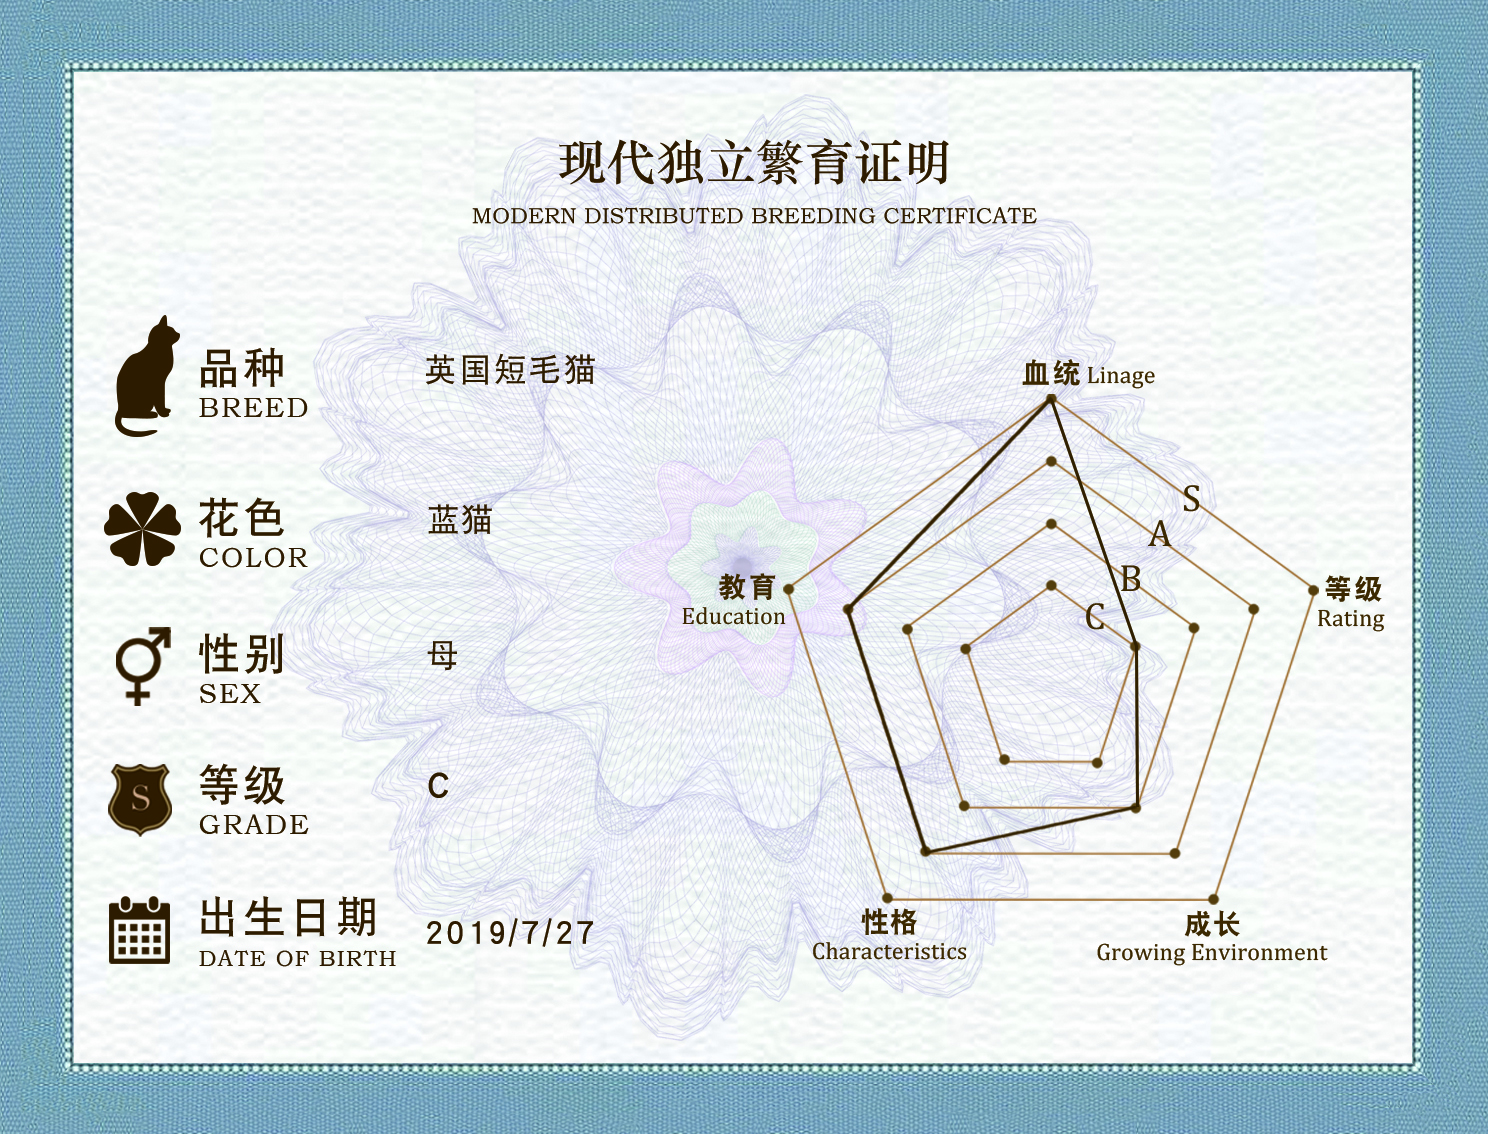 现代独立繁育证明
MODERN DISTRIBUTED BREEDING CERTIFICATE
品种
BREED
英国短毛猫
花色
COLOR
蓝猫
性别
SEX
母
S
等级
GRADE
C
出生日期
DATE OF BIRTH
2019/7/27
血统 Linage
S
A
B
C
教育
Education
等级
Rating
性格
Characteristics
成长
Growing Environment